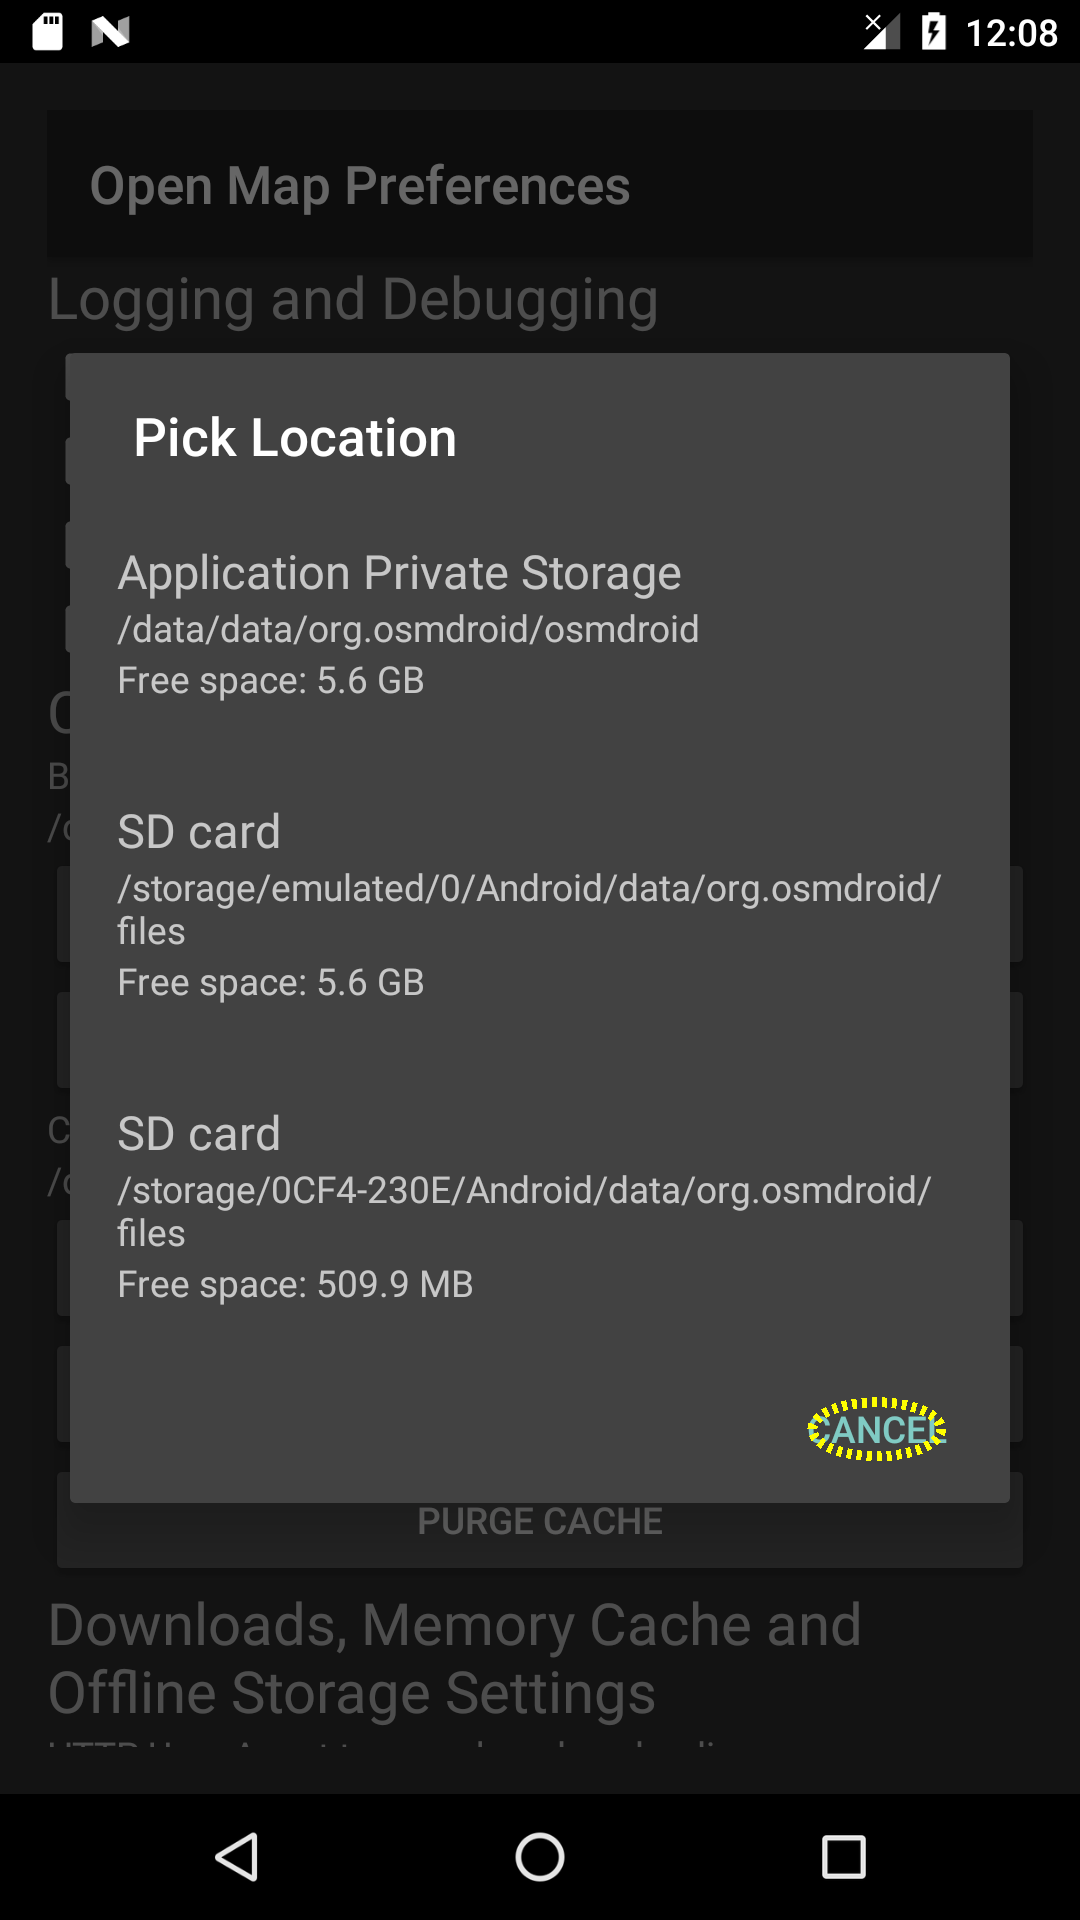 12:08
Open Map Preferences
Logging and Debugging
Pick Location
Application Private Storage
/data/data/org.osmdroid/osmdroid
Free space: 5.6 GB
SD card
/storage/emulated/0/Android/data/org.osmdroid/
files
Free space: 5.6 GB
SD card
/storage/0CF4-230E/Android/data/org.osmdroid/
files
Free space: 509.9 MB
CANCEL
PURGE CACHE
Downloads, Memory Cache and
Offline Storage Settings